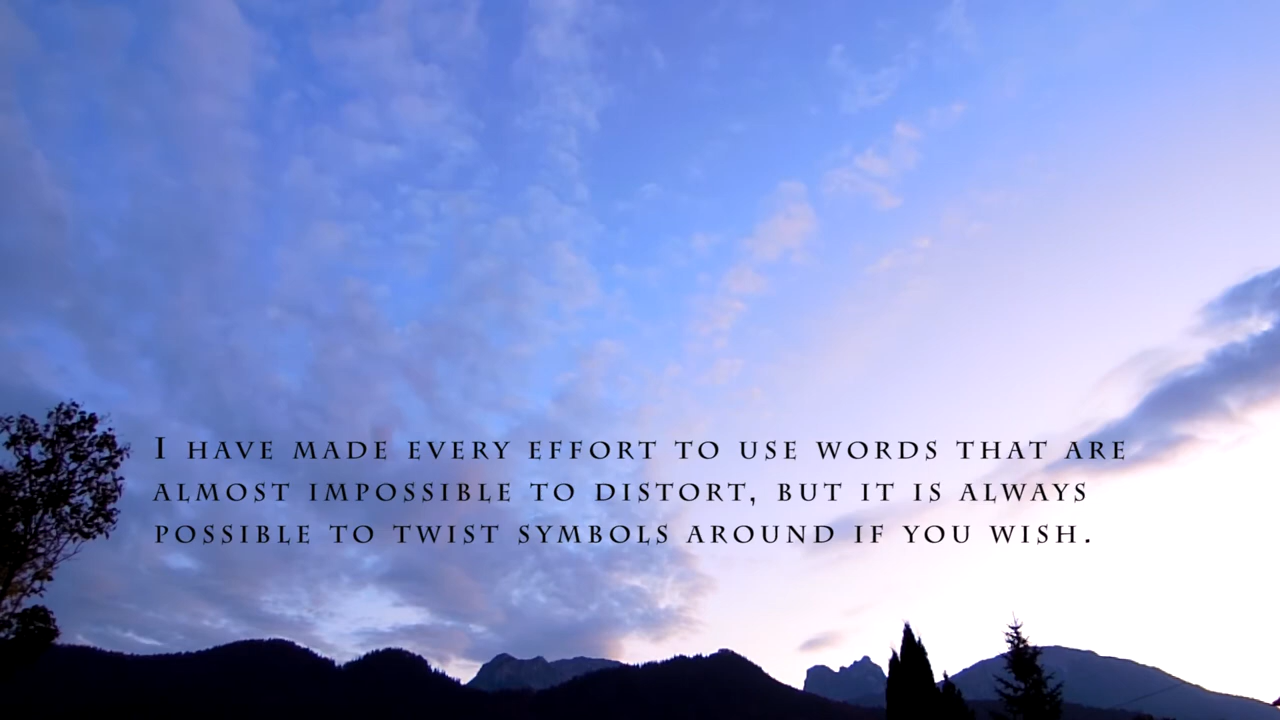 I HAVE MADE EVERY EFFORT TO USE WORDS THAT ARE
ALMOST IMPOSSIBLE TO DISTORT, BUT IT IS ALWAYS
POSSIBLE TO TWIST SYMBOLS AROUND IF YOU WISH.